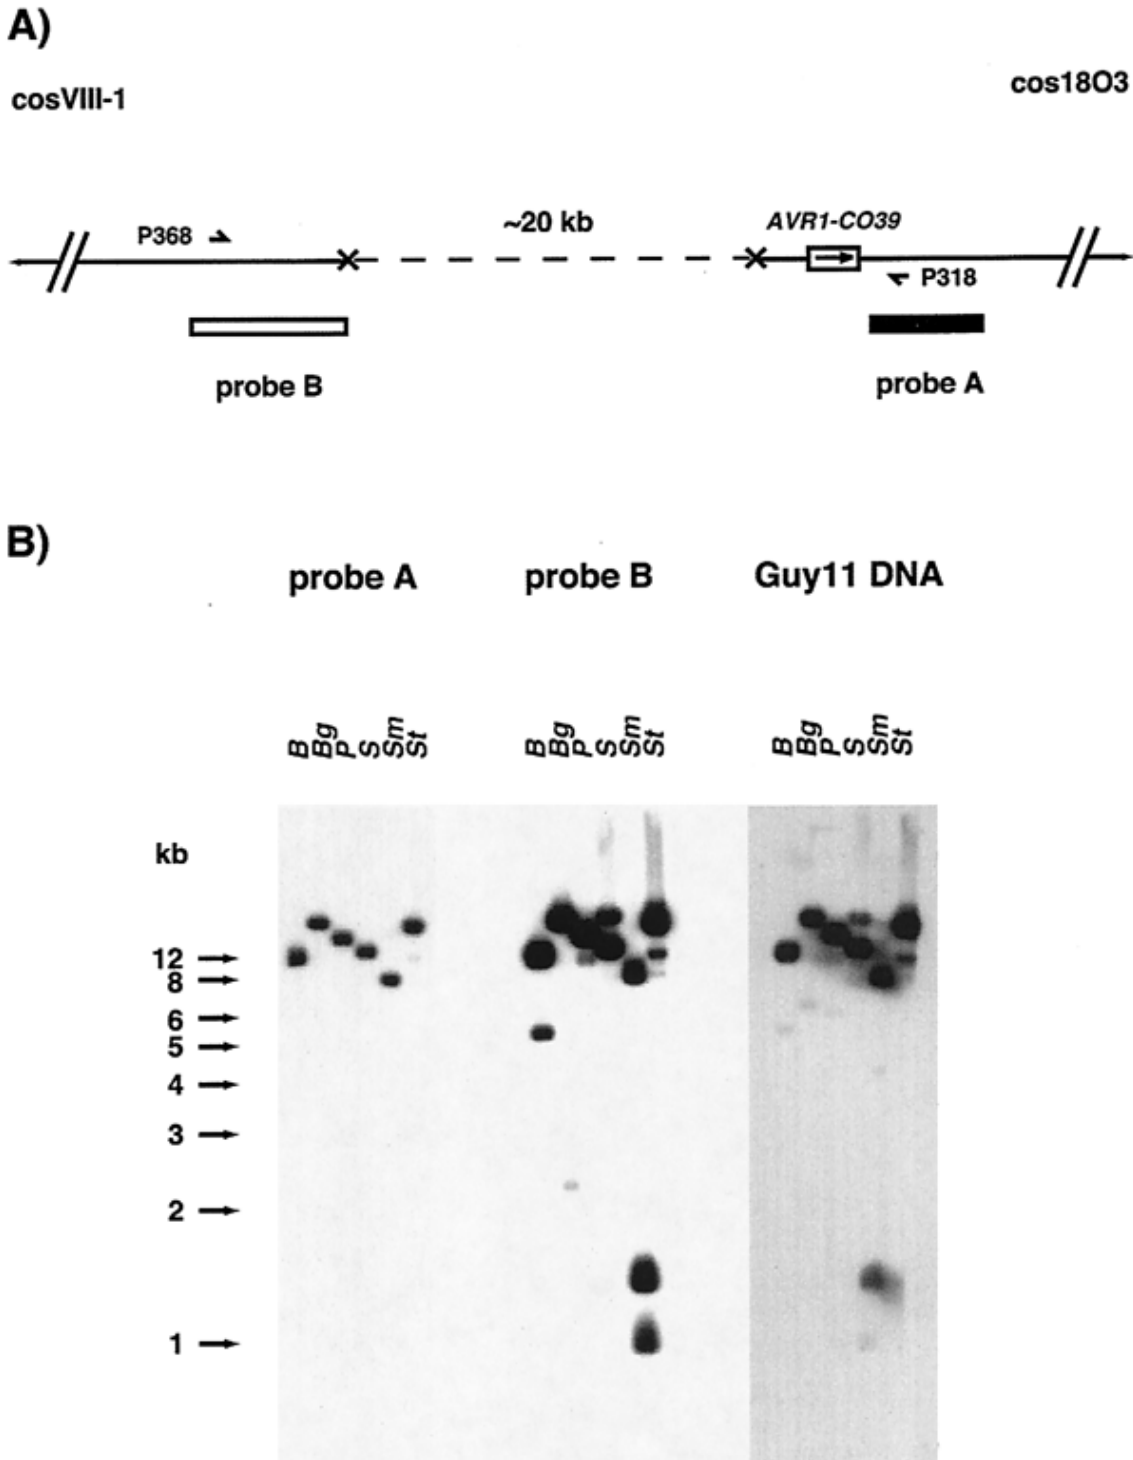 A)
cosVIII-1
cos18O3
P368
~20 kb
AVR1-CO39
P318
probe B
probe A
B)
probe A
probe B
Guy11 DNA
B Bg P S Sm St
B Bg P S Sm St
B Bg P S Sm St
kb
12
8
6
5
4
3
2
1